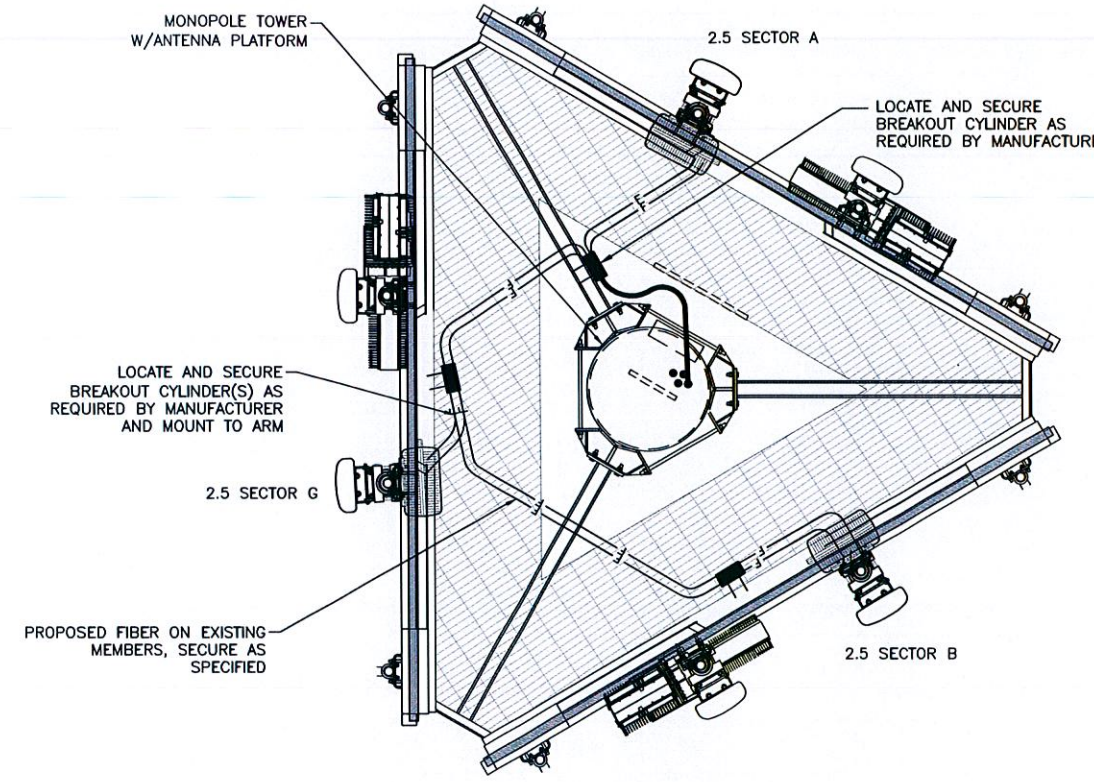 MONOPOLE TOWER
W/ANTENNA PLATFORM
2.5 SECTOR A
LOCATE AND SECURE
BREAKOUT CYLINDER AS
REQUIRED BY MANUFACTURE
LOCATE AND SECURE
BREAKOUT CYLINDER(S) AS
REQUIRED BY MANUFACTURER
AND MOUNT TO ARM
2.5 SECTOR G
PROPOSED FIBER ON EXISTING
MEMBERS, SECURE AS
SPECIFIED
2.5 SECTOR B